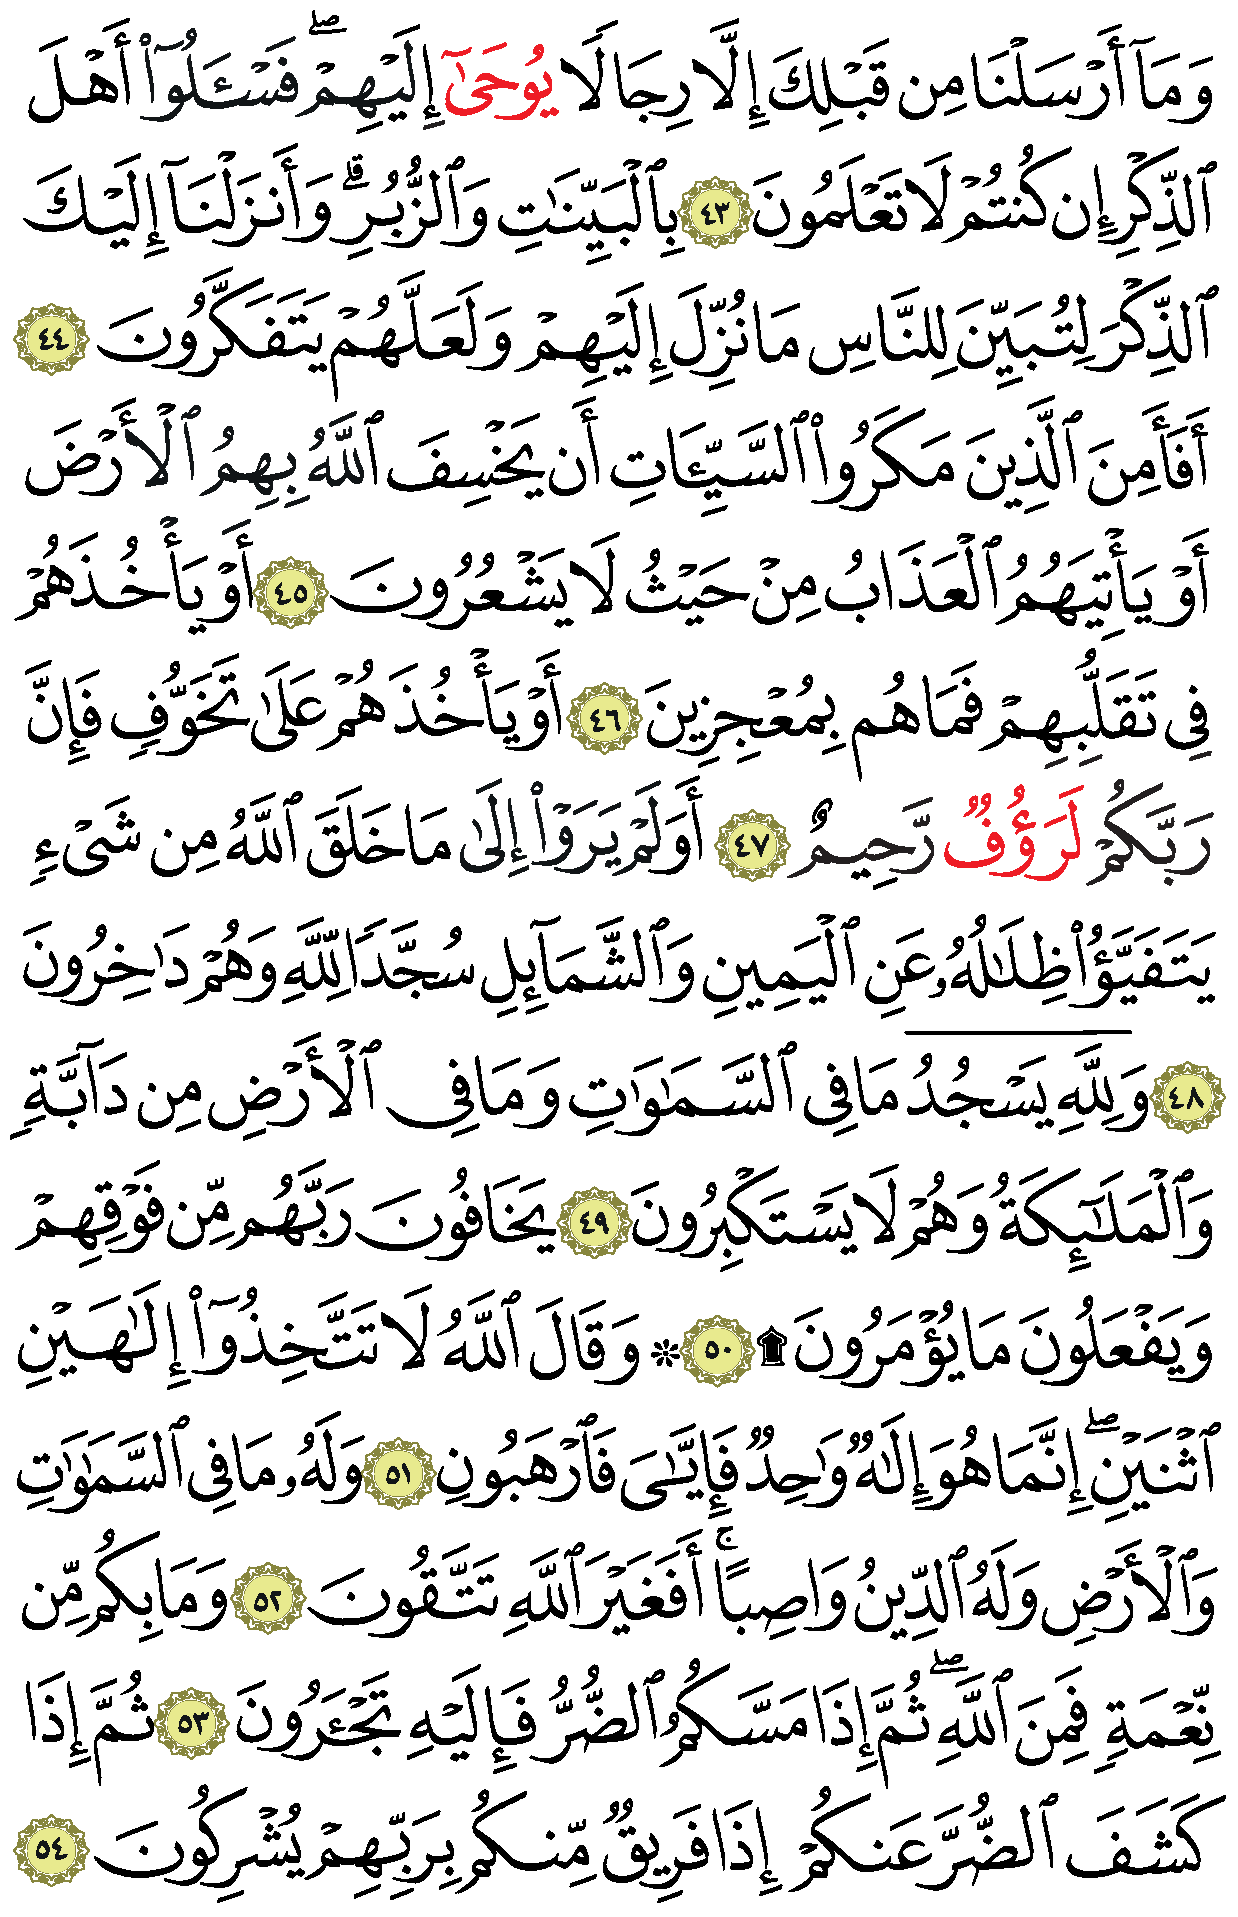 وَمَآ أَرْسَلْنَا مِن قَبْلِكَ إِلَّا رِجَالًا يُوحَىٰٓ إِلَيْهِمْ ۖ فَسْـَٔلُوٓا۟ أَهْلَ
ٱلذِّكْرِ إِن كُنتُمْ لَا تَعْلَمُونَ ٤٣ بِٱلْبَيِّنَـٰتِ وَٱلزُّبُرِ ۗ وَأَنزَلْنَآ إِلَيْكَ
ٱلذِّكْرَ لِتُبَيِّنَ لِلنَّاسِ مَا نُزِّلَ إِلَيْهِمْ وَلَعَلَّهُمْ يَتَفَكَّرُونَ ٤٤
أَفَأَمِنَ ٱلَّذِينَ مَكَرُوا۟ ٱلسَّيِّـَٔاتِ أَن يَخْسِفَ ٱللَّهُ بِهِمُ ٱلْأَرْضَ
أَوْ يَأْتِيَهُمُ ٱلْعَذَابُ مِنْ حَيْثُ لَا يَشْعُرُونَ ٤٥ أَوْ يَأْخُذَهُمْ
فِى تَقَلُّبِهِمْ فَمَا هُم بِمُعْجِزِينَ ٤٦ أَوْ يَأْخُذَهُمْ عَلَىٰ تَخَوُّفٍ فَإِنَّ
رَبَّكُمْ لَرَؤُفٌ رَّحِيمٌ ٤٧ أَوَلَمْ يَرَوْا۟ إِلَىٰ مَا خَلَقَ ٱللَّهُ مِن شَىْءٍ
يَتَفَيَّؤُا۟ ظِلَـٰلُهُۥ عَنِ ٱلْيَمِينِ وَٱلشَّمَآئِلِ سُجَّدًا لِّلَّهِ وَهُمْ دَٰخِرُونَ
٤٨ وَلِلَّهِ يَسْجُدُ مَا فِى ٱلسَّمَـٰوَٰتِ وَمَا فِى ٱلْأَرْضِ مِن دَآبَّةٍ
وَٱلْمَلَـٰٓئِكَةُ وَهُمْ لَا يَسْتَكْبِرُونَ ٤٩ يَخَافُونَ رَبَّهُم مِّن فَوْقِهِمْ
وَيَفْعَلُونَ مَا يُؤْمَرُونَ ۩ ٥٠ ۞ وَقَالَ ٱللَّهُ لَا تَتَّخِذُوٓا۟ إِلَـٰهَيْنِ
ٱثْنَيْنِ ۖ إِنَّمَا هُوَ إِلَـٰهٌ وَٰحِدٌ فَإِيَّـٰىَ فَٱرْهَبُونِ ٥١ وَلَهُۥ مَا فِى ٱلسَّمَـٰوَٰتِ
وَٱلْأَرْضِ وَلَهُ ٱلدِّينُ وَاصِبًا ۚ أَفَغَيْرَ ٱللَّهِ تَتَّقُونَ ٥٢ وَمَا بِكُم مِّن
نِّعْمَةٍ فَمِنَ ٱللَّهِ ۖ ثُمَّ إِذَا مَسَّكُمُ ٱلضُّرُّ فَإِلَيْهِ تَجْـَٔرُونَ ٥٣ ثُمَّ إِذَا
كَشَفَ ٱلضُّرَّ عَنكُمْ إِذَا فَرِيقٌ مِّنكُم بِرَبِّهِمْ يُشْرِكُونَ ٥٤